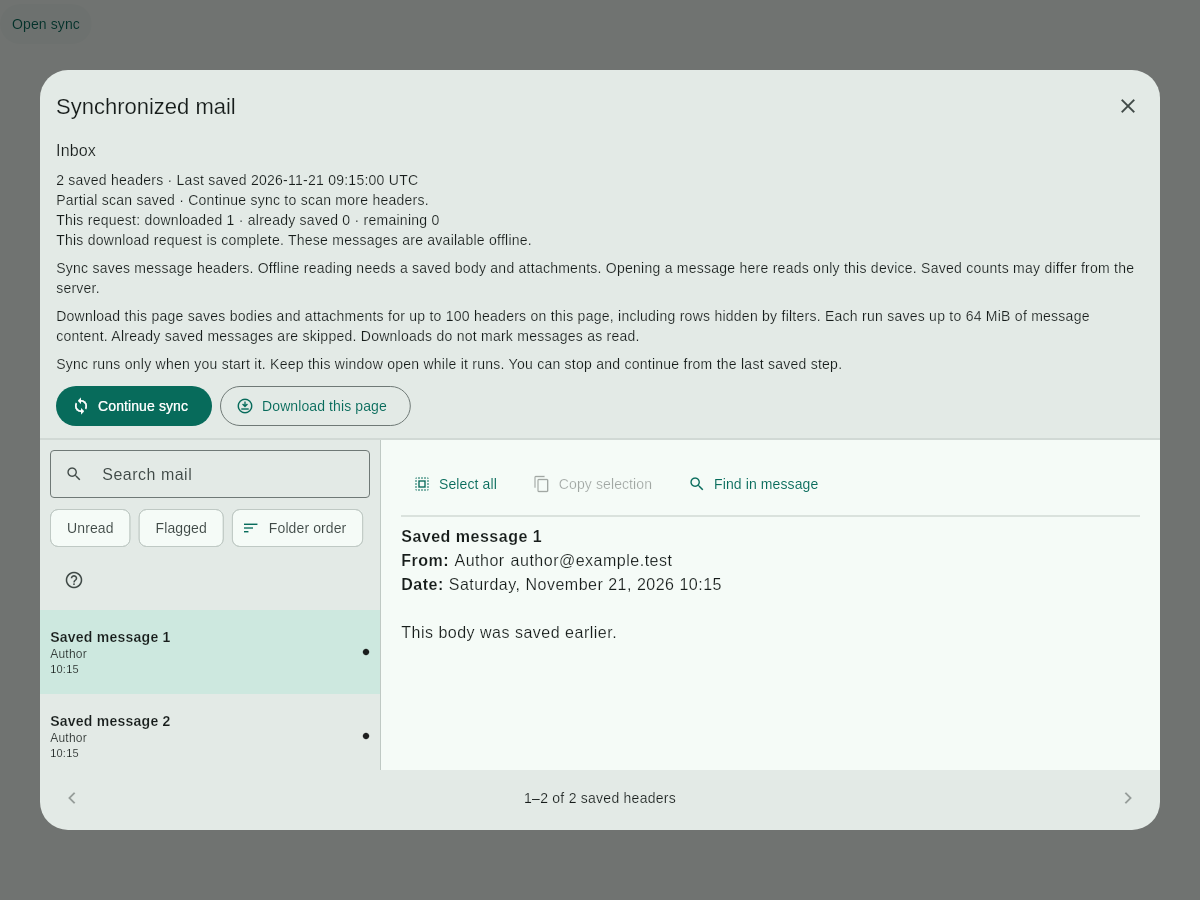 Open sync
Synchronized mail
Inbox
2 saved headers · Last saved 2026-11-21 09:15:00 UTC
Partial scan saved · Continue sync to scan more headers.
This request: downloaded 1 · already saved 0 · remaining 0
This download request is complete. These messages are available offline.
Sync saves message headers. Offline reading needs a saved body and attachments. Opening a message here reads only this device. Saved counts may differ from the
server.
Download this page saves bodies and attachments for up to 100 headers on this page, including rows hidden by filters. Each run saves up to 64 MiB of message
content. Already saved messages are skipped. Downloads do not mark messages as read.
Sync runs only when you start it. Keep this window open while it runs. You can stop and continue from the last saved step.
Continue sync
Download this page
Search mail
Unread
Flagged
Folder order
Saved message 1
Author
10:15
Saved message 2
Author
10:15
Select all
Copy selection
Find in message
Saved message 1
From: Author author@example.test
Date: Saturday, November 21, 2026 10:15
This body was saved earlier.
1–2 of 2 saved headers